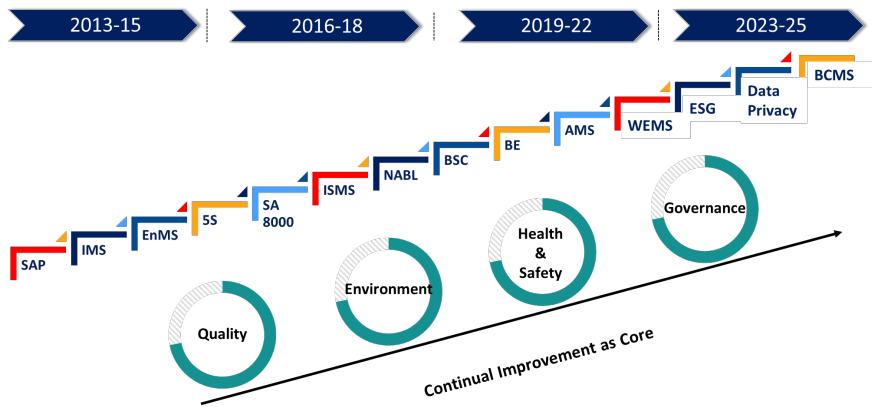 2013-15
2016-18
2019-22
2023-25
SAP
IMS
EnMS
5S
SA
8000
ISMS
NABL
BSC
BE
AMS
WEMS
ESG
Data
Privacy
BCMS
Quality
Environment
Health
&
Safety
Governance
Continual Improvement as Core